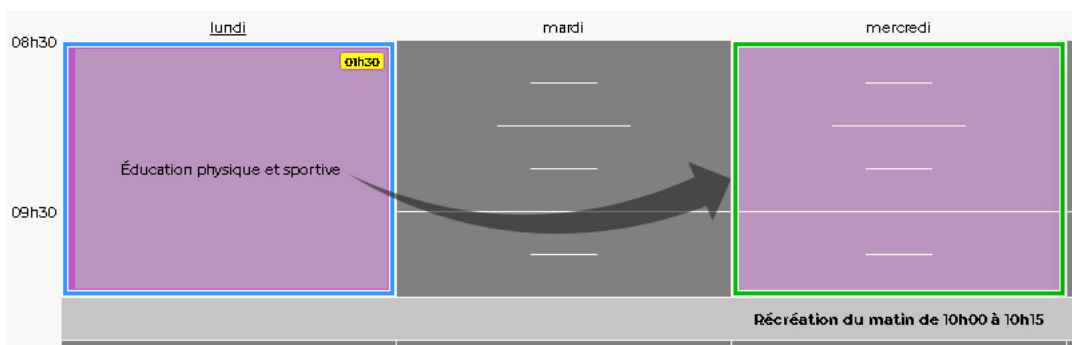 lundi
mardi
mercredi
08h30
01h30
Éducation physique et sportive
09h30
Récréation du matin de 10h00 à 10h15